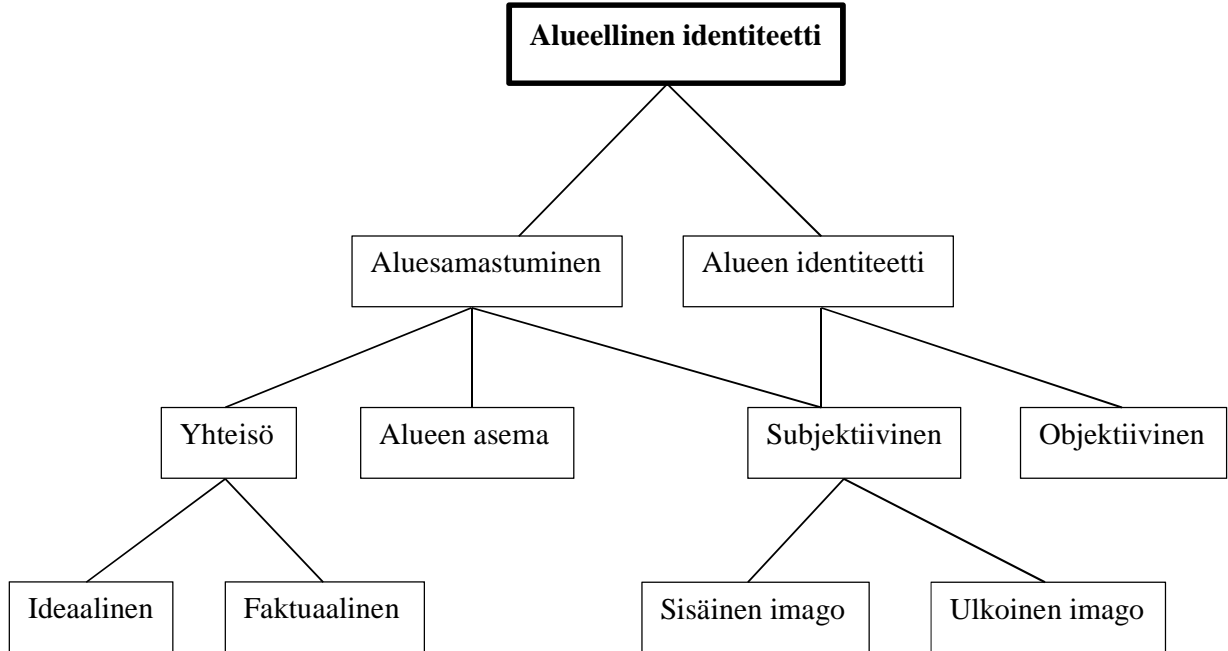 Alueellinen identiteetti
Aluesamastuminen
Alueen identiteetti
Yhteisö
Alueen asema
Subjektiivinen
Objektiivinen
Ideaalinen
Faktuaalinen
Sisäinen imago
Ulkoinen imago